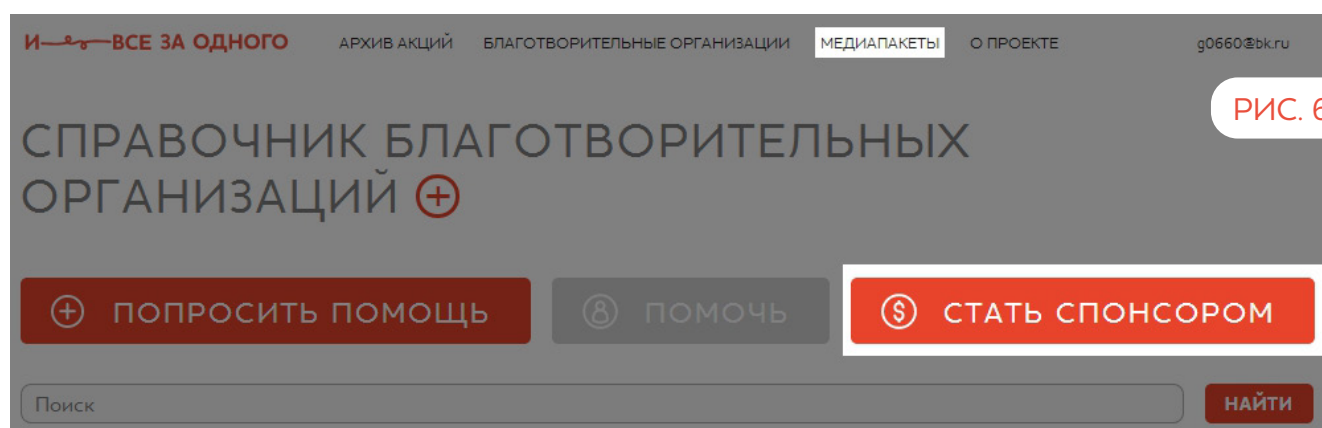 И ВСЕ ЗА ОДНОГО АРХИВ АКЦИЙ БЛАГОТВОРИТЕЛЬНЫЕ ОРГАНИЗАЦИИ МЕДИАПАКЕТЫ О ПРОЕКТЕ g0660@bk.ru
РИС. 6
СПРАВОЧНИК БЛАГОТВОРИТЕЛЬНЫХ
ОРГАНИЗАЦИЙ
ПОПРОСИТЬ ПОМОЩЬ ПОМОЧЬ СТАТЬ СПОНСОРОМ
Поиск НАЙТИ